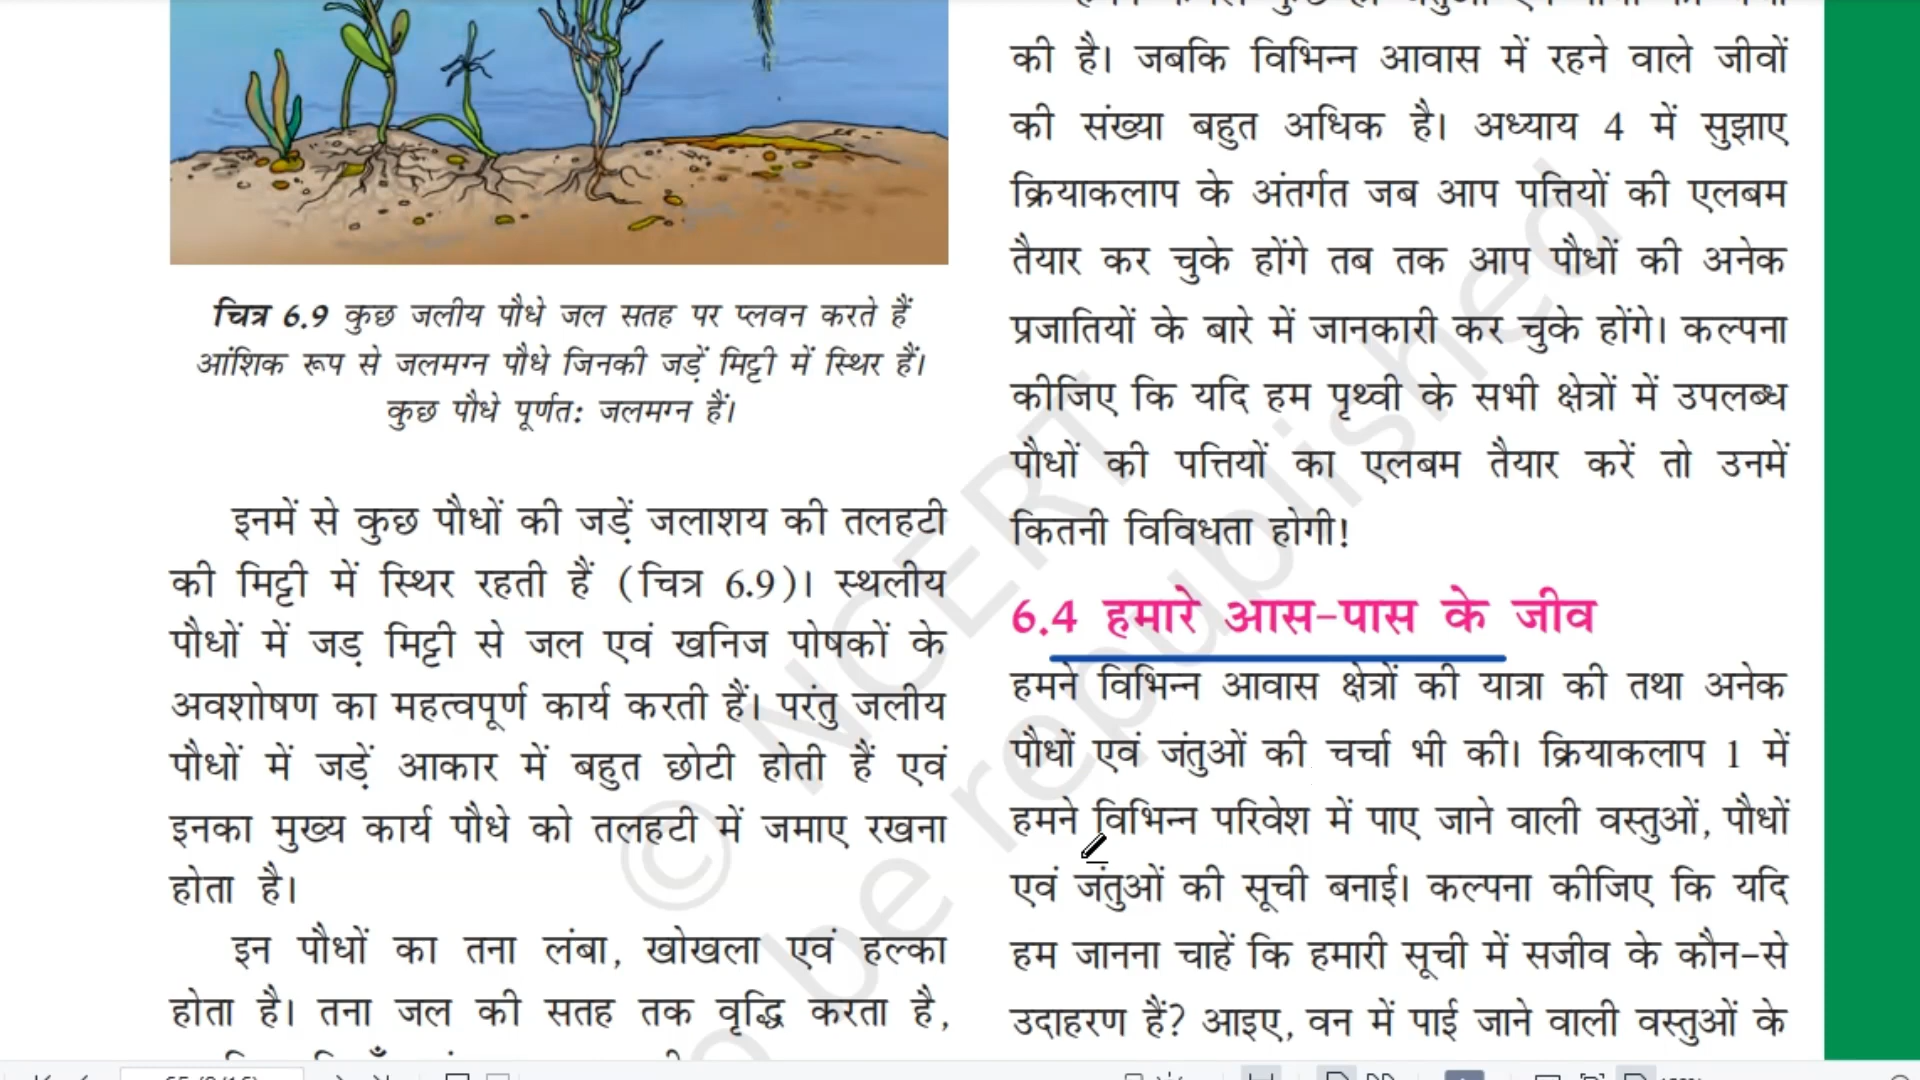 चित्र 6.9 कुछ जलीय पौधे जल सतह पर प्लवन करते हैं
आंशिक रूप से जलमग्न पौधे जिनकी जड़ें मिट्टी में स्थिर हैं।
कुछ पौधे पूर्णत: जलमग्न हैं।
इनमें से कुछ पौधों की जड़ें जलाशय की तलहटी
की मिट्टी में स्थिर रहती हैं (चित्र 6.9)। स्थलीय
पौधों में जड़ मिट्टी से जल एवं खनिज पोषकों के
अवशोषण का महत्वपूर्ण कार्य करती हैं। परंतु जलीय
पौधों में जड़ें आकार में बहुत छोटी होती हैं एवं
इनका मुख्य कार्य पौधे को तलहटी में जमाए रखना
होता है।
इन पौधों का तना लंबा, खोखला एवं हल्का
होता है। तना जल की सतह तक वृद्धि करता है,
की है। जबकि विभिन्न आवास में रहने वाले जीवों
की संख्या बहुत अधिक है। अध्याय 4 में सुझाए
क्रियाकलाप के अंतर्गत जब आप पत्तियों की एलबम
तैयार कर चुके होंगे तब तक आप पौधों की अनेक
प्रजातियों के बारे में जानकारी कर चुके होंगे। कल्पना
कीजिए कि यदि हम पृथ्वी के सभी क्षेत्रों में उपलब्ध
पौधों की पत्तियों का एलबम तैयार करें तो उनमें
कितनी विविधता होगी!
6.4 हमारे आस-पास के जीव
हमने विभिन्न आवास क्षेत्रों की यात्रा की तथा अनेक
पौधों एवं जंतुओं की चर्चा भी की। क्रियाकलाप 1 में
हमने विभिन्न परिवेश में पाए जाने वाली वस्तुओं, पौधों
एवं जंतुओं की सूची बनाई। कल्पना कीजिए कि यदि
हम जानना चाहें कि हमारी सूची में सजीव के कौन-से
उदाहरण हैं? आइए, वन में पाई जाने वाली वस्तुओं के
© NCERT
be republished